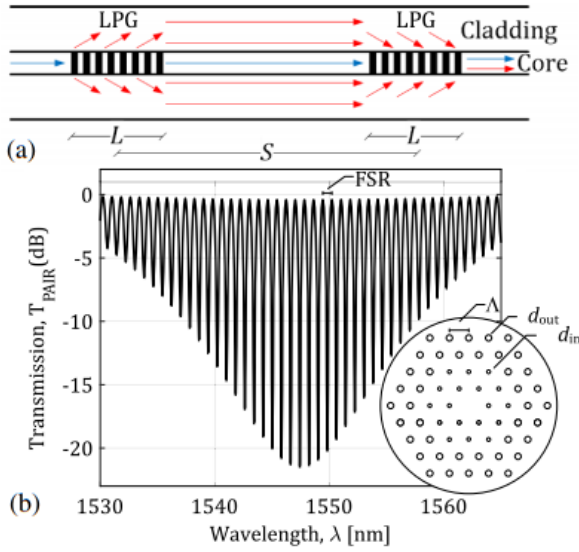 LPG LPG Cladding
Core
L S L
(a)
FSR
Transmission, T_PAIR (dB)
0
-5
-10
-15
-20
Λ
d_out
d_in
(b)
1530 1540 1550 1560
Wavelength, λ [nm]